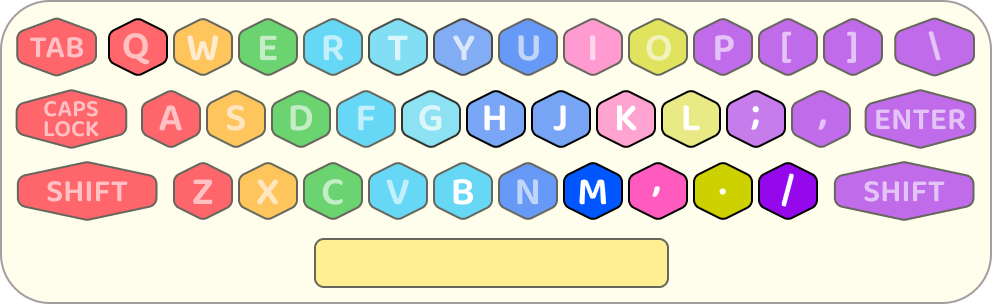 TAB Q W E R T Y U I O P [ ] \
CAPS LOCK A S D F G H J K L ; , ENTER
SHIFT Z X C V B N M , . / SHIFT